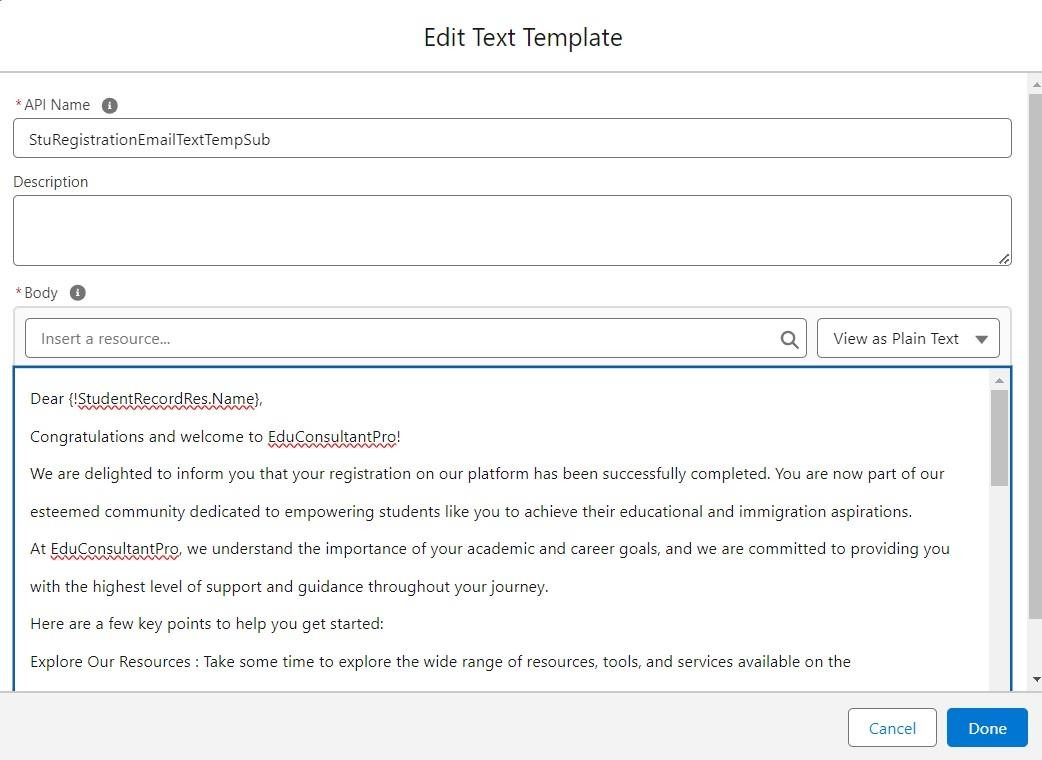 Edit Text Template
*API Name
StuRegistrationEmailTextTempSub
Description
*Body
Insert a resource...
View as Plain Text
Dear {!StudentRecordRes.Name},
Congratulations and welcome to EduConsultantPro!
We are delighted to inform you that your registration on our platform has been successfully completed. You are now part of our
esteemed community dedicated to empowering students like you to achieve their educational and immigration aspirations.
At EduConsultantPro, we understand the importance of your academic and career goals, and we are committed to providing you
with the highest level of support and guidance throughout your journey.
Here are a few key points to help you get started:
Explore Our Resources : Take some time to explore the wide range of resources, tools, and services available on the
Cancel
Done